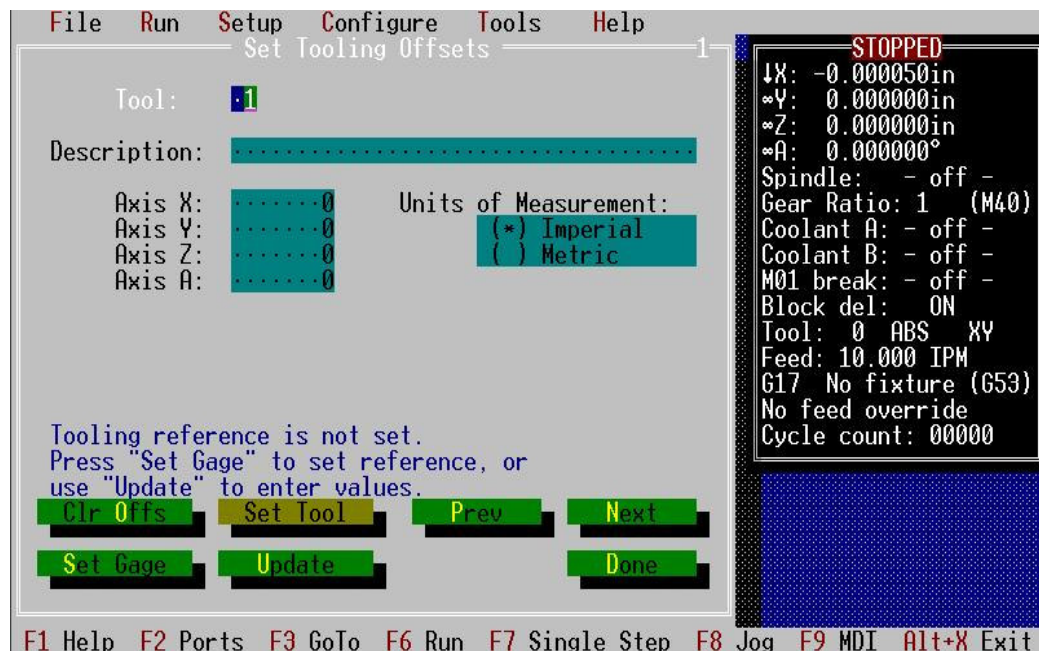 File Run Setup Configure Tools Help
Set Tooling Offsets 1
Tool: ·1
Description:
Axis X: 0
Axis Y: 0
Axis Z: 0
Axis A: 0
Units of Measurement:
(*) Imperial
( ) Metric
Tooling reference is not set.
Press "Set Gage" to set reference, or
use "Update" to enter values.
Clr Offs Set Tool Prev Next
Set Gage Update Done
STOPPED
↓X: -0.000050in
∞Y: 0.000000in
∞Z: 0.000000in
∞A: 0.000000°
Spindle: - off -
Gear Ratio: 1 (M40)
Coolant A: - off -
Coolant B: - off -
M01 break: - off -
Block del: ON
Tool: 0 ABS XY
Feed: 10.000 IPM
G17 No fixture (G53)
No feed override
Cycle count: 00000
F1 Help F2 Ports F3 GoTo F6 Run F7 Single Step F8 Jog F9 MDI Alt+X Exit